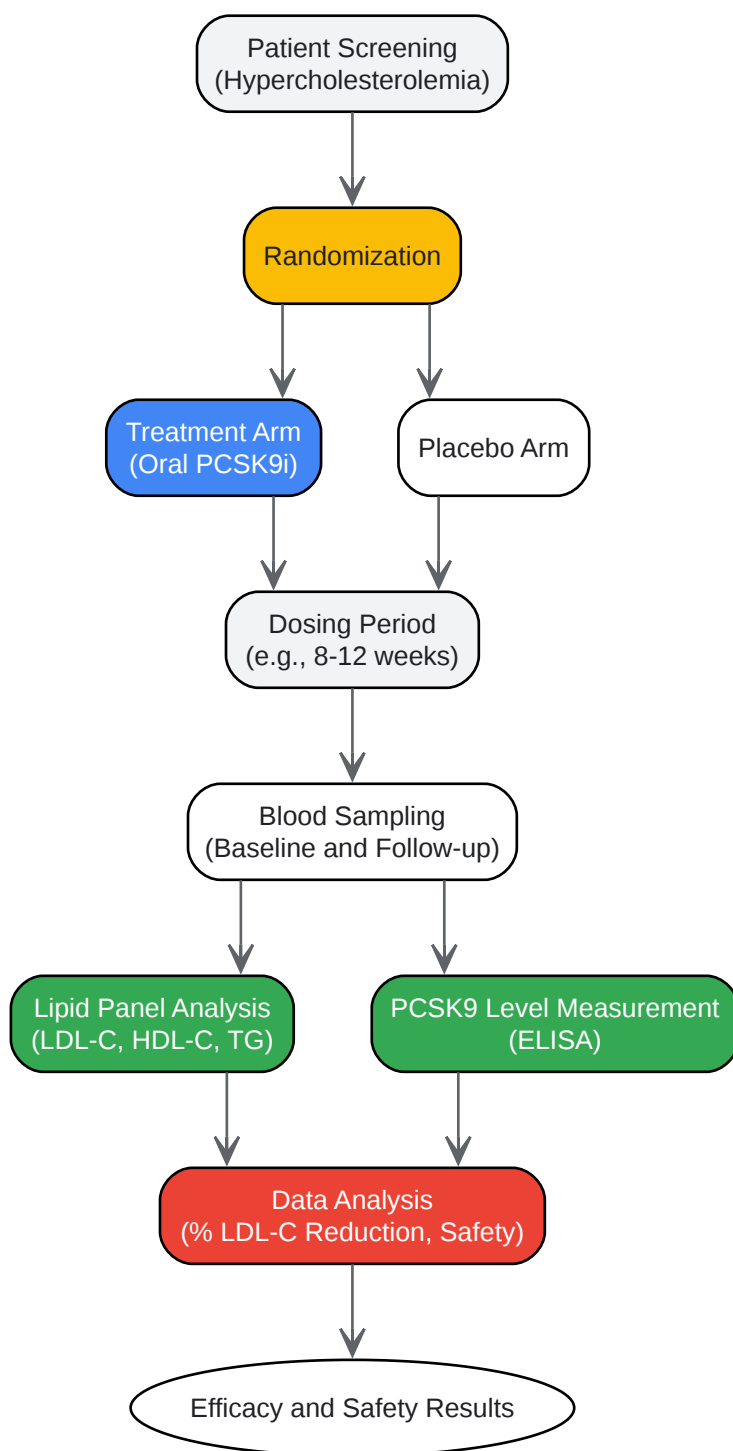 Patient Screening
(Hypercholesterolemia)
Randomization
Treatment Arm
(Oral PCSK9i)
Placebo Arm
Dosing Period
(e.g., 8-12 weeks)
Blood Sampling
(Baseline and Follow-up)
Lipid Panel Analysis
(LDL-C, HDL-C, TG)
PCSK9 Level Measurement
(ELISA)
Data Analysis
(% LDL-C Reduction, Safety)
Efficacy and Safety Results